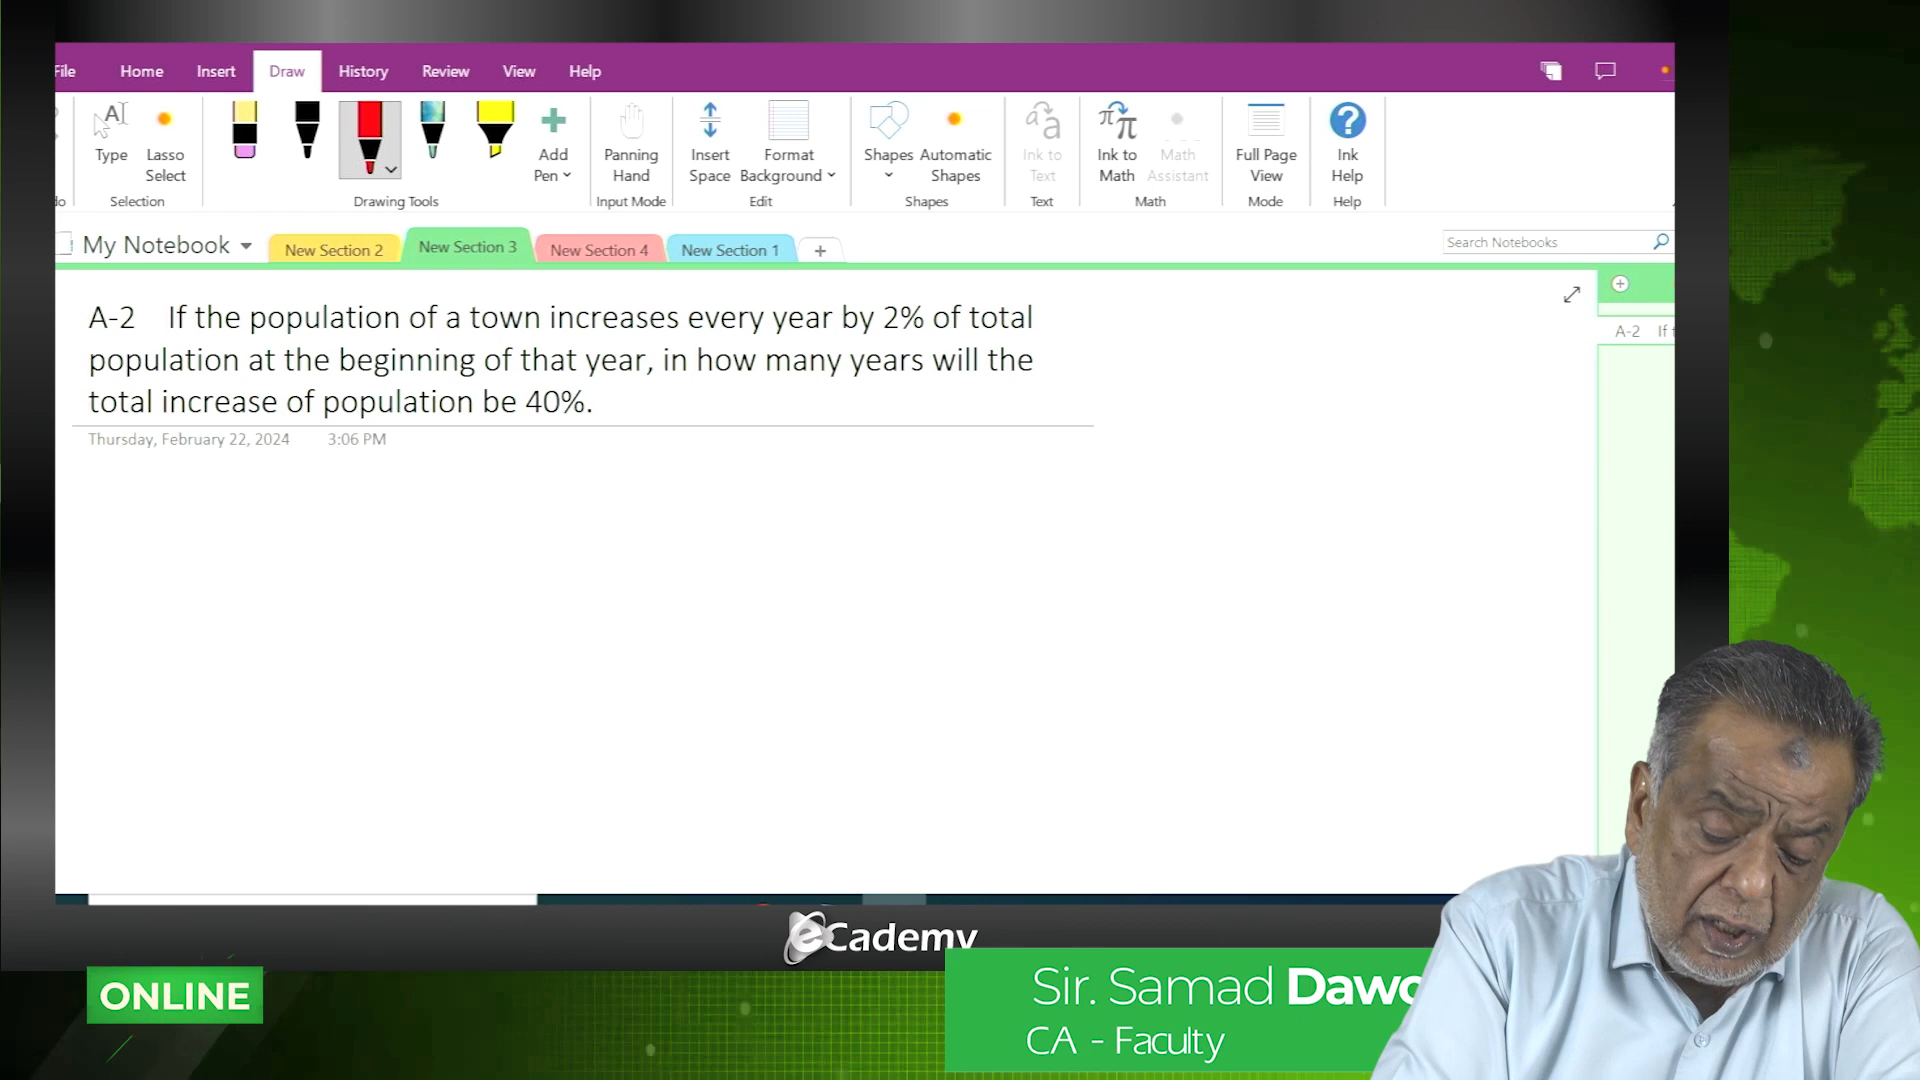 File Home Insert Draw History Review View Help
Type Lasso Select Add Pen Panning Hand Insert Space Format Background Shapes Automatic Shapes Ink to Text Ink to Math Math Assistant Full Page View Ink Help
Selection Drawing Tools Input Mode Edit Shapes Text Math Mode Help
My Notebook New Section 2 New Section 3 New Section 4 New Section 1 + Search Notebooks
A-2 If the population of a town increases every year by 2% of total
population at the beginning of that year, in how many years will the
total increase of population be 40%.
A-2 If t
Thursday, February 22, 2024 3:06 PM
eCademy
ONLINE
Sir. Samad Dawo
CA - Faculty